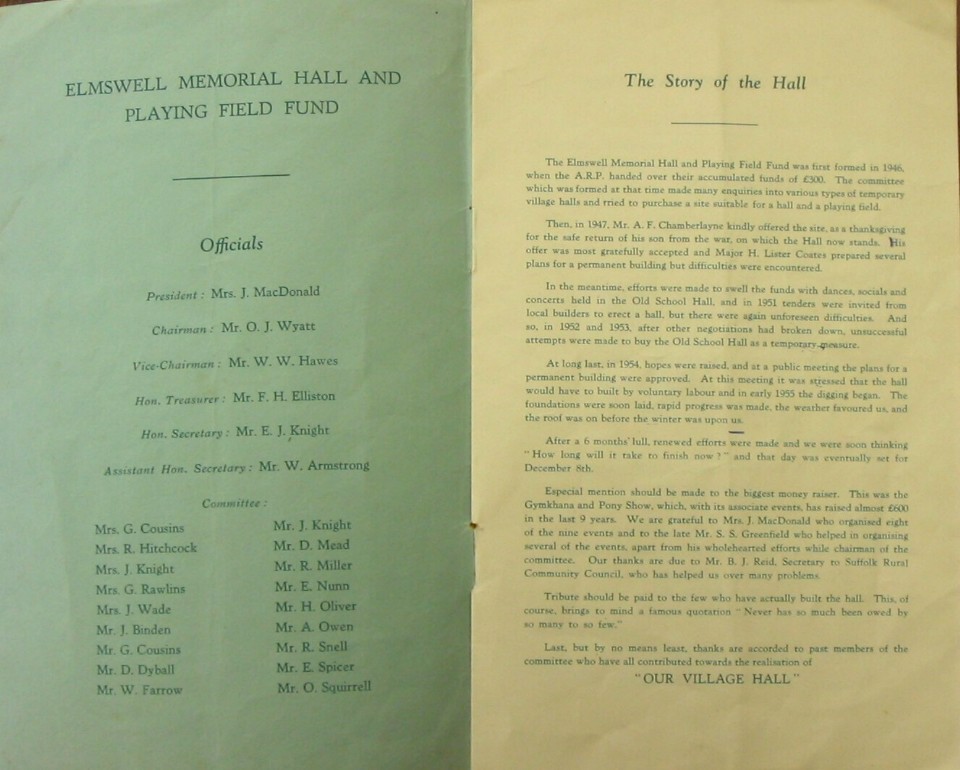 ELMSWELL MEMORIAL HALL AND
PLAYING FIELD FUND
Officials
President : Mrs. J. MacDonald
Chairman : Mr. O. J. Wyatt
Vice-Chairman : Mr. W. W. Hawes
Hon. Treasurer : Mr. F. H. Elliston
Hon. Secretary : Mr. E. J. Knight
Assistant Hon. Secretary : Mr. W. Armstrong
Committee :
Mrs. G. Cousins
Mrs. R. Hitchcock
Mrs. J. Knight
Mrs. G. Rawlins
Mrs. J. Wade
Mr. J. Binden
Mr. G. Cousins
Mr. D. Dyball
Mr. W. Farrow
Mr. J. Knight
Mr. D. Mead
Mr. R. Miller
Mr. E. Nunn
Mr. H. Oliver
Mr. A. Owen
Mr. R. Snell
Mr. E. Spicer
Mr. O. Squirrell
The Story of the Hall
The Elmswell Memorial Hall and Playing Field Fund was first formed in 1946,
when the A.R.P. handed over their accumulated funds of £300. The committee
which was formed at that time made many enquiries into various types of temporary
village halls and tried to purchase a site suitable for a hall and a playing field.
Then, in 1947, Mr. A. F. Chamberlayne kindly offered the site, as a thanksgiving
for the safe return of his son from the war, on which the Hall now stands. His
offer was most gratefully accepted and Major H. Lister Coates prepared several
plans for a permanent building but difficulties were encountered.
In the meantime, efforts were made to swell the funds with dances, socials and
concerts held in the Old School Hall, and in 1951 tenders were invited from
local builders to erect a hall, but there were again unforeseen difficulties. And
so, in 1952 and 1953, after other negotiations had broken down, unsuccessful
attempts were made to buy the Old School Hall as a temporary measure.
At long last, in 1954, hopes were raised, and at a public meeting the plans for a
permanent building were approved. At this meeting it was stressed that the hall
would have to built by voluntary labour and in early 1955 the digging began. The
foundations were soon laid, rapid progress was made, the weather favoured us, and
the roof was on before the winter was upon us.
After a 6 months' lull, renewed efforts were made and we were soon thinking
"How long will it take to finish now?" and that day was eventually set for
December 8th.
Especial mention should be made to the biggest money raiser. This was the
Gymkhana and Pony Show, which, with its associate events, has raised almost £600
in the last 9 years. We are grateful to Mrs. J. MacDonald who organised eight
of the nine events and to the late Mr. S. S. Greenfield who helped in organising
several of the events, apart from his wholehearted efforts while chairman of the
committee. Our thanks are due to Mr. B. J. Reid, Secretary to Suffolk Rural
Community Council, who has helped us over many problems.
Tribute should be paid to the few who have actually built the hall. This, of
course, brings to mind a famous quotation "Never has so much been owed by
so many to so few."
Last, but by no means least, thanks are accorded to past members of the
committee who have all contributed towards the realisation of
"OUR VILLAGE HALL"